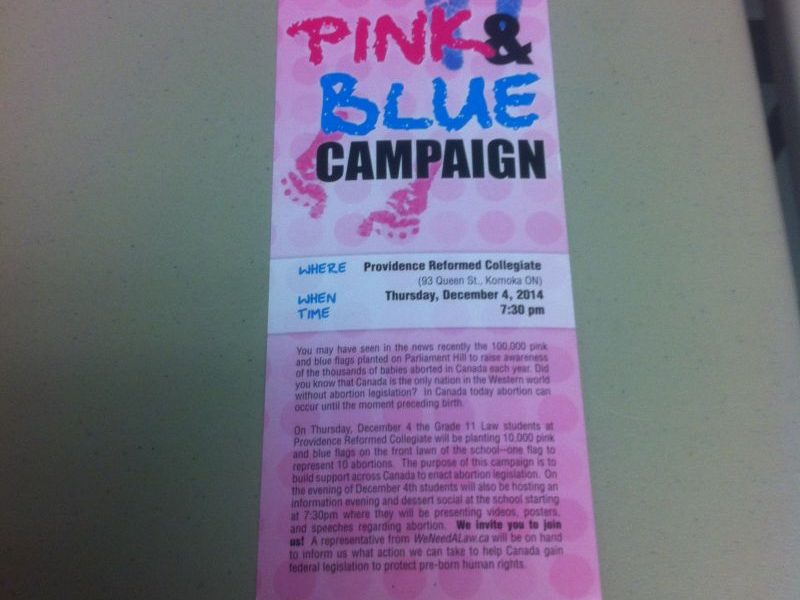 PINK &
BLUE
CAMPAIGN
WHERE Providence Reformed Collegiate
(93 Queen St., Komoka ON)
WHEN Thursday, December 4, 2014
TIME 7:30 pm
You may have seen in the news recently the 100,000 pink
and blue flags planted on Parliament Hill to raise awareness
of the thousands of babies aborted in Canada each year. Did
you know that Canada is the only nation in the Western world
without abortion legislation? In Canada today abortion can
occur until the moment preceding birth.
On Thursday, December 4 the Grade 11 Law students at
Providence Reformed Collegiate will be planting 10,000 pink
and blue flags on the front lawn of the school—one flag to
represent 10 abortions. The purpose of this campaign is to
build support across Canada to enact abortion legislation. On
the evening of December 4th students will also be hosting an
information evening and dessert social at the school starting
at 7:30pm where they will be presenting videos, posters,
and speeches regarding abortion. We invite you to join
us! A representative from WeNeedALaw.ca will be on hand
to inform us what action we can take to help Canada gain
federal legislation to protect pre-born human rights.